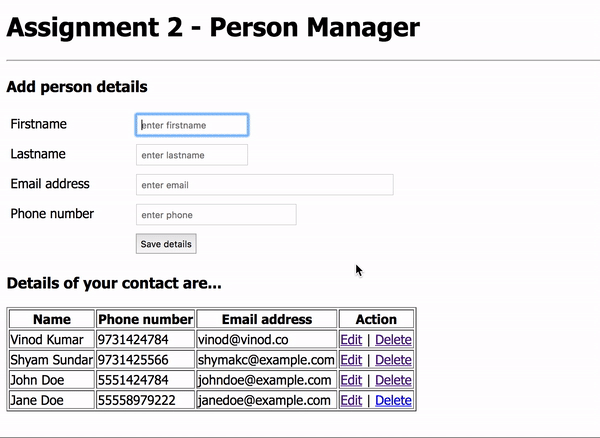 Assignment 2 - Person Manager
Add person details
Firstname enter firstname
Lastname enter lastname
Email address enter email
Phone number enter phone
Save details
Details of your contact are...
Name Phone number Email address Action
Vinod Kumar 9731424784 vinod@vinod.co Edit | Delete
Shyam Sundar 9731425566 shymakc@example.com Edit | Delete
John Doe 5551424784 johndoe@example.com Edit | Delete
Jane Doe 55558979222 janedoe@example.com Edit | Delete